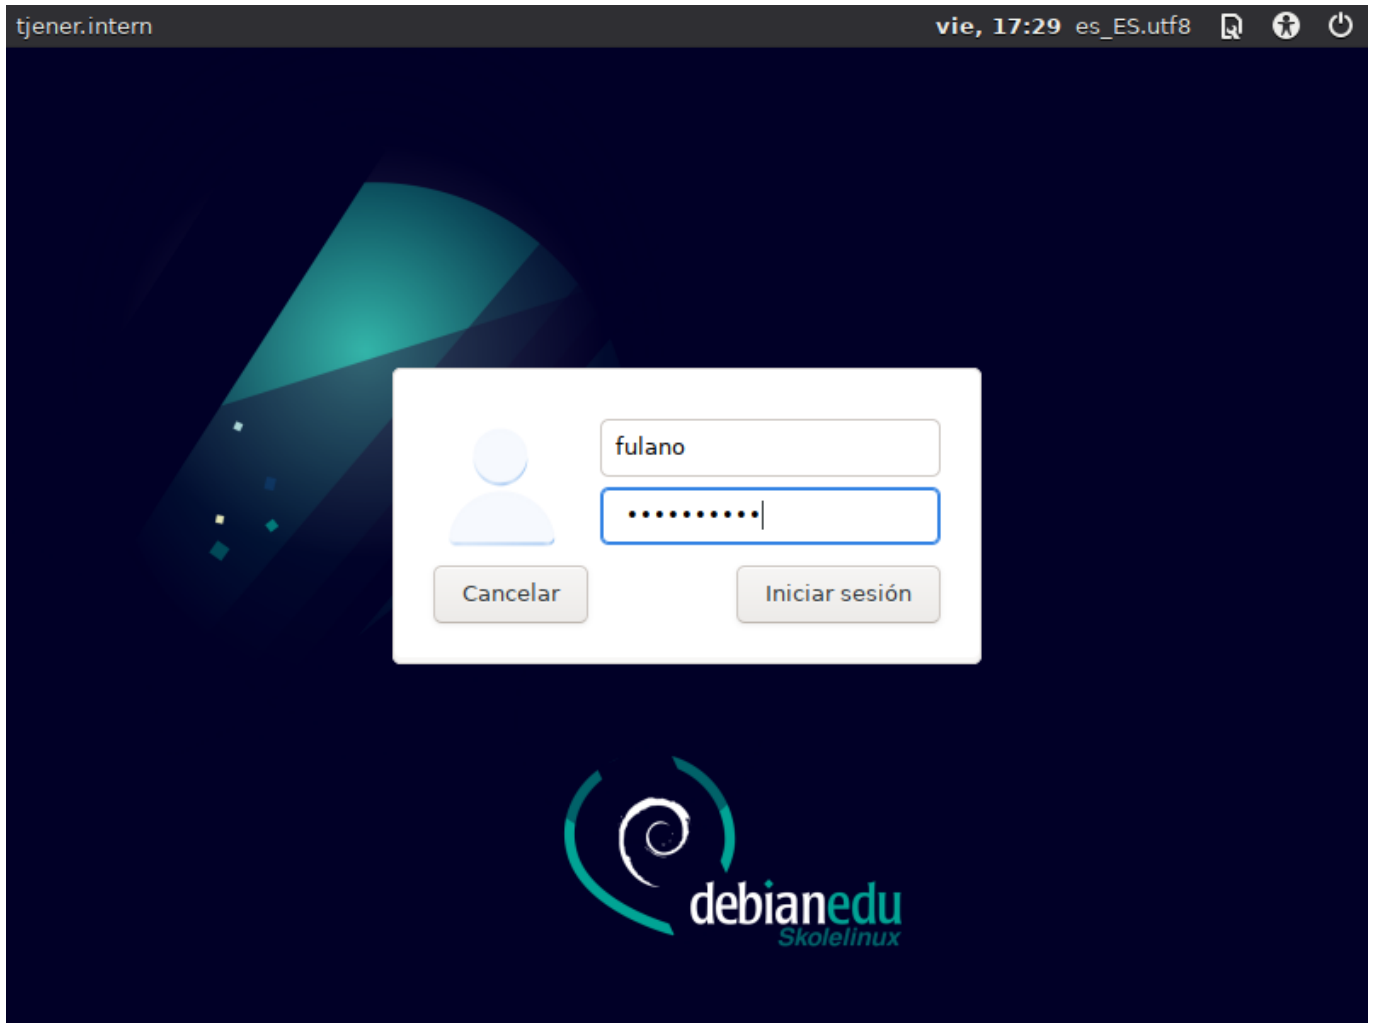 tjener.intern vie, 17:29 es_ES.utf8
fulano
••••••••••
Cancelar Iniciar sesión
debianedu
Skolelinux